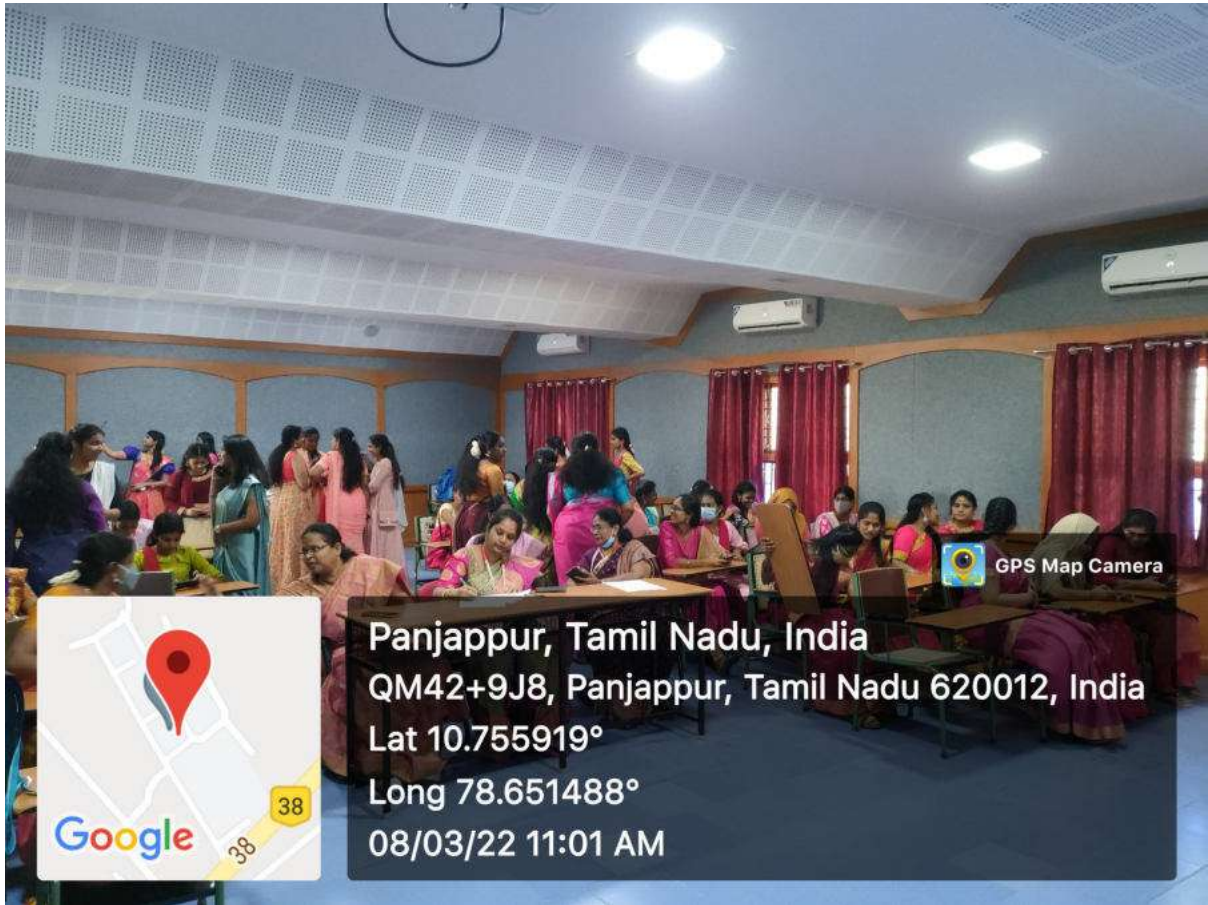 GPS Map Camera
Panjappur, Tamil Nadu, India
QM42+9J8, Panjappur, Tamil Nadu 620012, India
Lat 10.755919°
Long 78.651488°
08/03/22 11:01 AM
38
38
Google